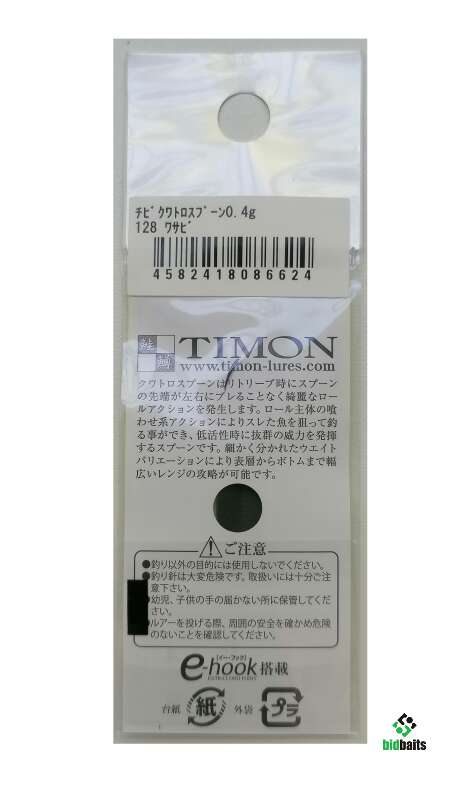 ﾁﾋﾞｸﾜﾄﾛｽﾌﾟｰﾝ0.4g
128 ﾜｻﾋﾞ
4582418086624
鮭
鱒
TIMON
www.timon-lures.com
クワトロスプーンはリトリーブ時にスプーン
の先端が左右にブレることなく綺麗なロー
ルアクションを発生します。ロール主体の喰
わせ系アクションによりスレた魚を狙って釣
る事ができ、低活性時に抜群の威力を発揮
するスプーンです。細かく分かれたウエイト
バリエーションにより表層からボトムまで幅
広いレンジの攻略が可能です。
ご注意
●釣り以外の目的には使用しないでください。
●釣り針は大変危険です。取扱いには十分ご注
意下さい。
●幼児、子供の手の届かない所に保管してくだ
さい。
●ルアーを投げる際、周囲の安全を確かめ危険
のないことを確認してください。
[イー・フック]
e-hook搭載
台紙 紙 外袋 プラ
bidbaits